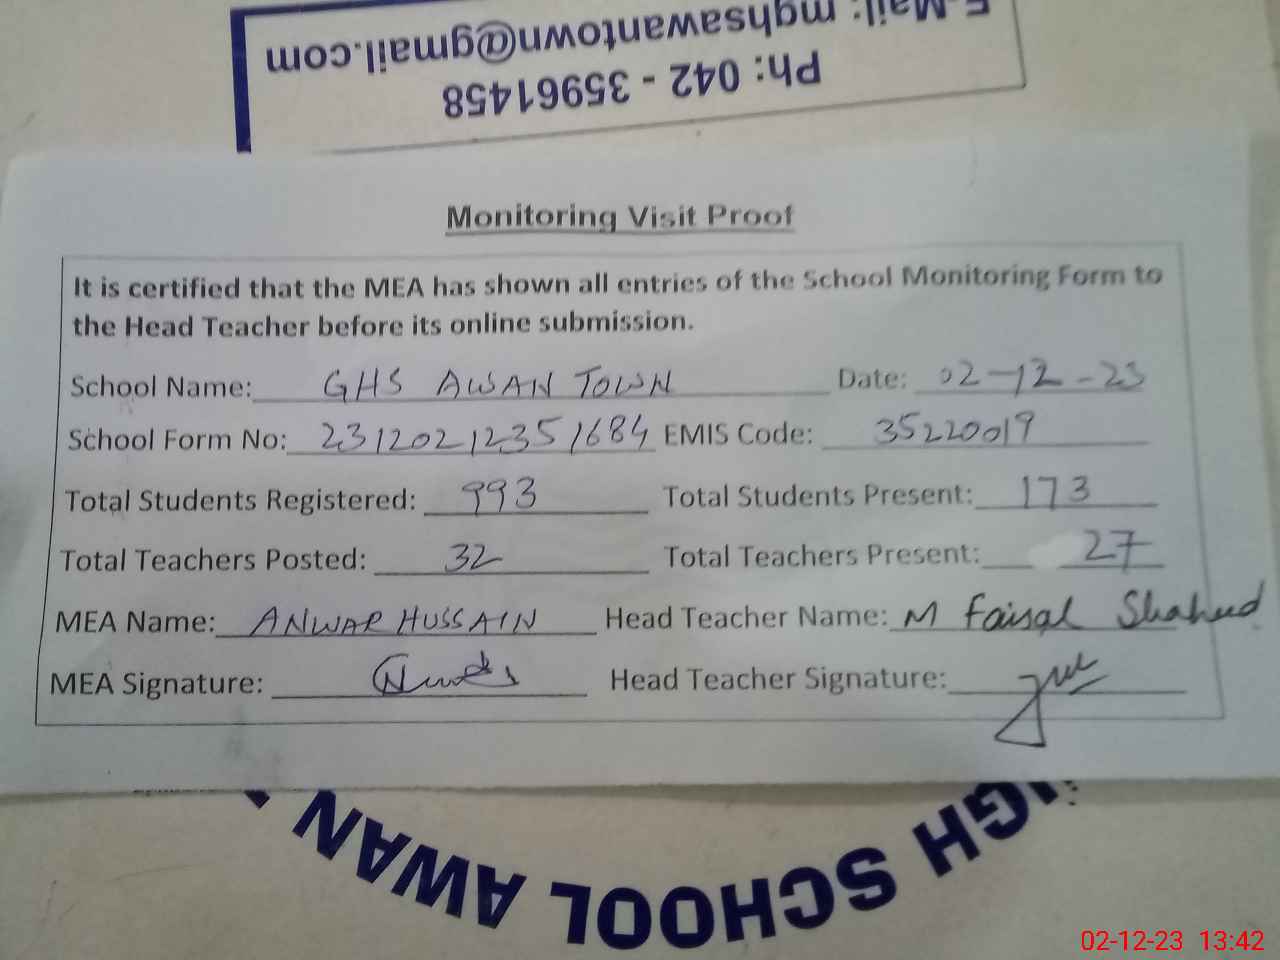 E.Mail: mghsawantown@gmail.com
Ph: 042 - 35961458
Monitoring Visit Proof
It is certified that the MEA has shown all entries of the School Monitoring Form to
the Head Teacher before its online submission.
School Name: GHS AWAN TOWN Date: 02-12-23
School Form No: 23120212351684 EMIS Code: 35220019
Total Students Registered: 993 Total Students Present: 173
Total Teachers Posted: 32 Total Teachers Present: 27
MEA Name: ANWAR HUSSAIN Head Teacher Name: M Faisal Shaheed
MEA Signature: Head Teacher Signature:
HIGH SCHOOL AWAN
02-12-23 13:42